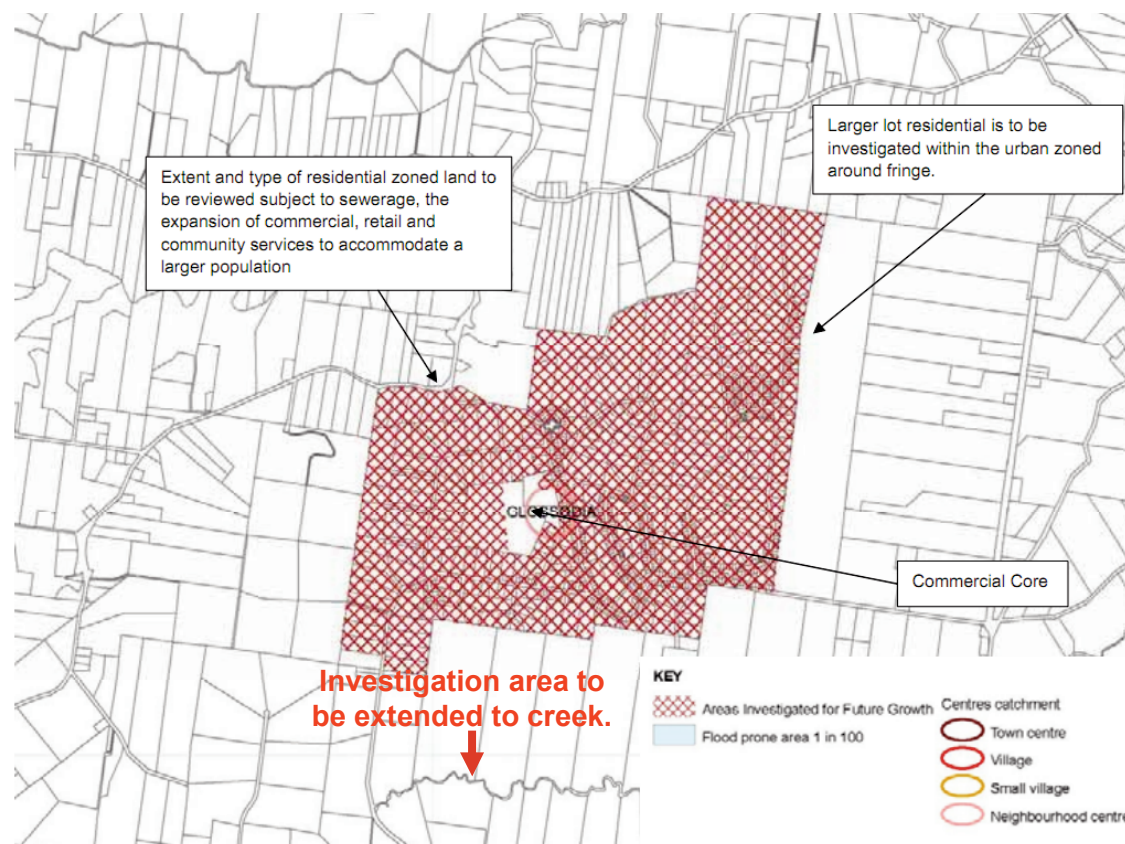 Larger lot residential is to be
investigated within the urban zoned
around fringe.
Extent and type of residential zoned land to
be reviewed subject to sewerage, the
expansion of commercial, retail and
community services to accommodate a
larger population
GLOSSODIA
Commercial Core
Investigation area to
be extended to creek.
KEY
Areas Investigated for Future Growth
Flood prone area 1 in 100
Centres catchment
Town centre
Village
Small village
Neighbourhood centre